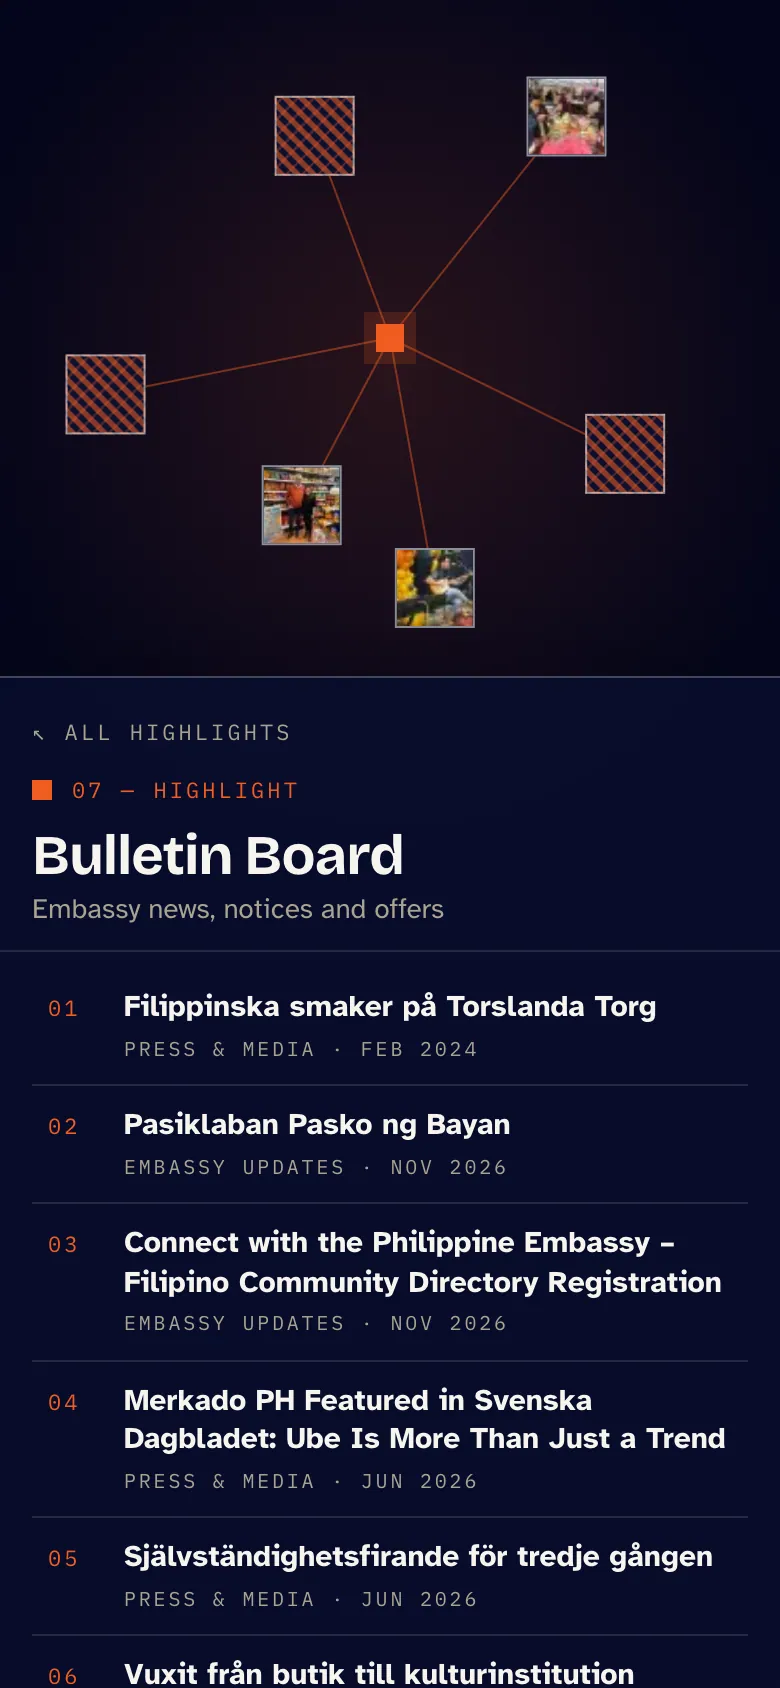 ↖ ALL HIGHLIGHTS
07 — HIGHLIGHT
Bulletin Board
Embassy news, notices and offers
01
Filippinska smaker på Torslanda Torg
PRESS & MEDIA · FEB 2024
02
Pasiklaban Pasko ng Bayan
EMBASSY UPDATES · NOV 2026
03
Connect with the Philippine Embassy –
Filipino Community Directory Registration
EMBASSY UPDATES · NOV 2026
04
Merkado PH Featured in Svenska
Dagbladet: Ube Is More Than Just a Trend
PRESS & MEDIA · JUN 2026
05
Självständighetsfirande för tredje gången
PRESS & MEDIA · JUN 2026
06
Vuxit från butik till kulturinstitution